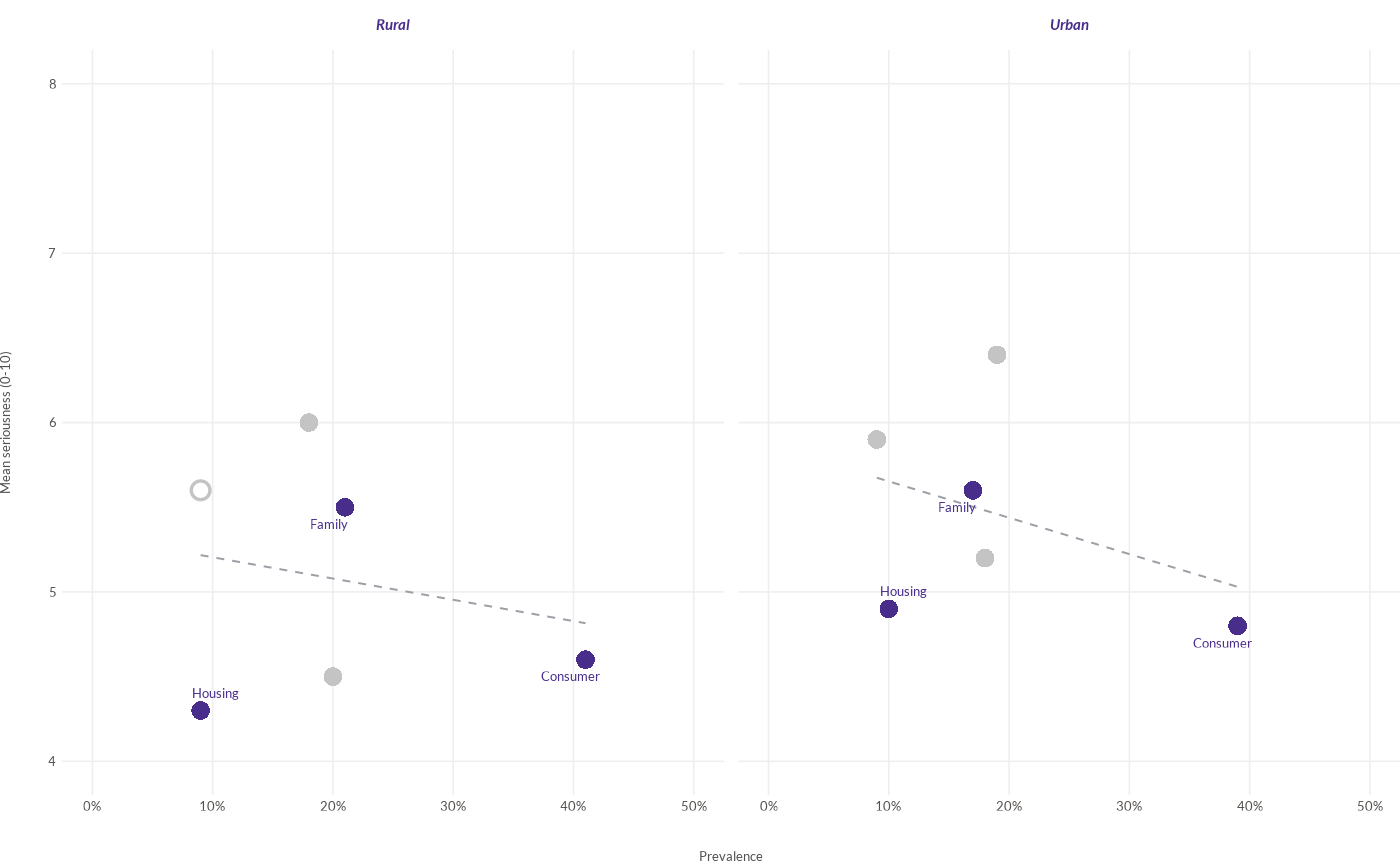 Rural
Urban
Mean seriousness (0-10)
8
7
6
5
4
Family
Housing
Consumer
Family
Housing
Consumer
0% 10% 20% 30% 40% 50%
0% 10% 20% 30% 40% 50%
Prevalence